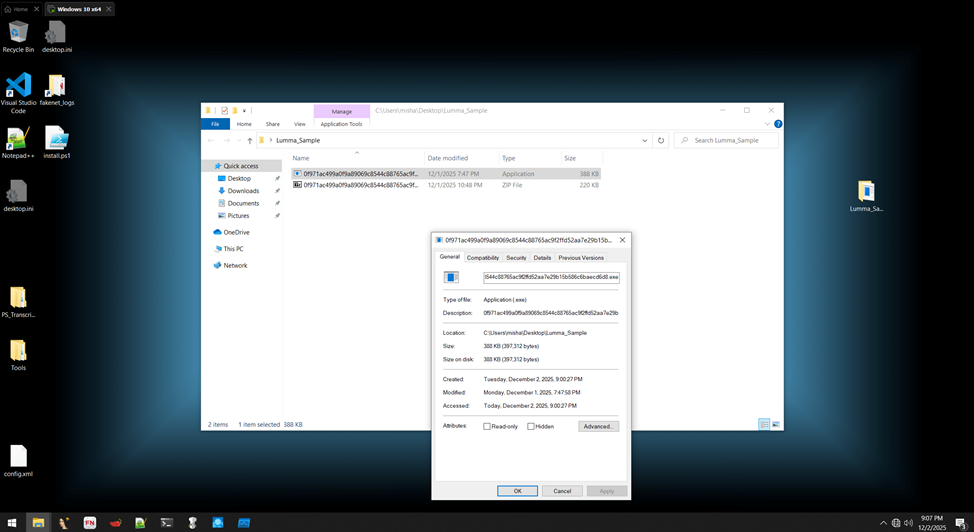 Home
Windows 10 x64
Recycle Bin
desktop.ini
Visual Studio Code
fakenet_logs
Notepad++
install.ps1
desktop.ini
PS_Transcri...
Tools
config.xml
Lumma_Sa...
Manage
C:\Users\misha\Desktop\Lumma_Sample
File Home Share View Application Tools
Lumma_Sample
Search Lumma_Sample
Quick access
Desktop
Downloads
Documents
Pictures
OneDrive
This PC
Network
Name Date modified Type Size
0f971ac499a0f9a89069c8544c88765ac9f... 12/1/2025 7:47 PM Application 388 KB
0f971ac499a0f9a89069c8544c88765ac9f... 12/1/2025 10:48 PM ZIP File 220 KB
2 items 1 item selected 388 KB
0f971ac499a0f9a89069c8544c88765ac9f2ffd52aa7e29b15b...
General Compatibility Security Details Previous Versions
8544c88765ac9f2ffd52aa7e29b15b586c6baecd6d8.exe
Type of file: Application (.exe)
Description: 0f971ac499a0f9a89069c8544c88765ac9f2ffd52aa7e29b
Location: C:\Users\misha\Desktop\Lumma_Sample
Size: 388 KB (397,312 bytes)
Size on disk: 388 KB (397,312 bytes)
Created: Tuesday, December 2, 2025, 9:00:27 PM
Modified: Monday, December 1, 2025, 7:47:58 PM
Accessed: Today, December 2, 2025, 9:00:27 PM
Attributes: Read-only Hidden Advanced...
OK Cancel Apply
FN
9:07 PM
12/2/2025